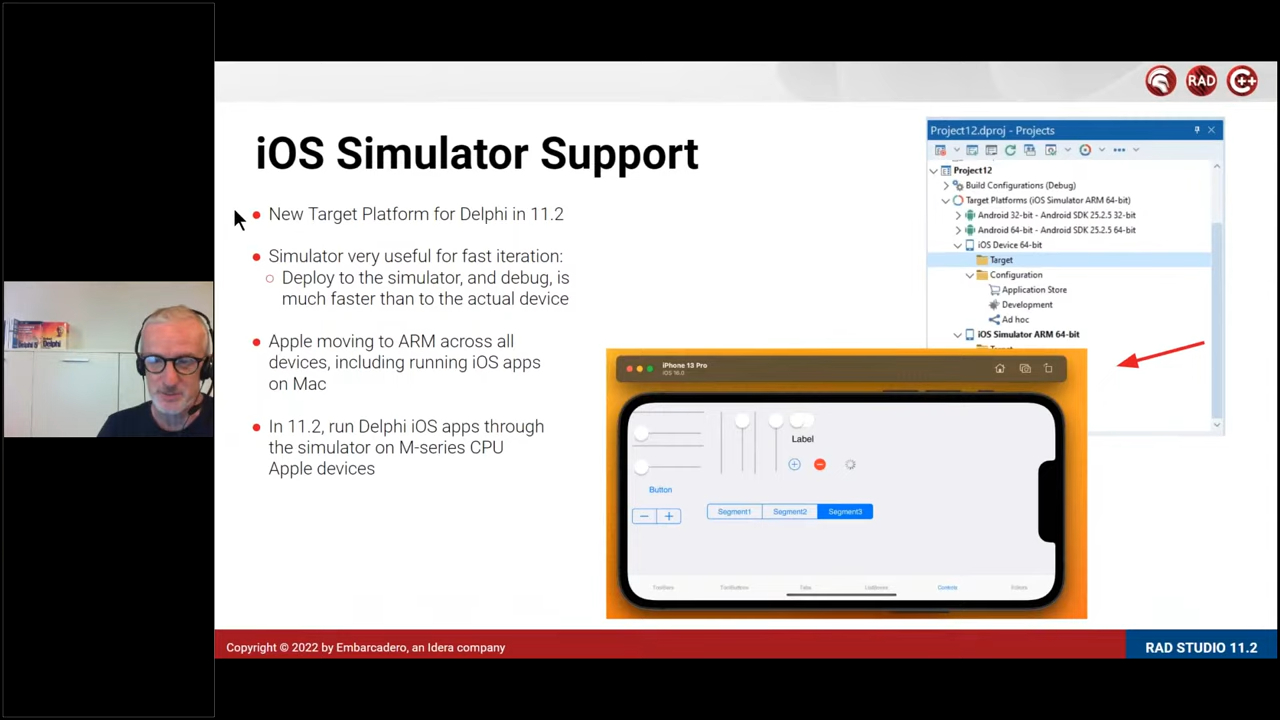 RAD
C++
iOS Simulator Support
New Target Platform for Delphi in 11.2
Simulator very useful for fast iteration:
Deploy to the simulator, and debug, is
much faster than to the actual device
Apple moving to ARM across all
devices, including running iOS apps
on Mac
In 11.2, run Delphi iOS apps through
the simulator on M-series CPU
Apple devices
Project12.dproj - Projects
Project12
Build Configurations (Debug)
Target Platforms (iOS Simulator ARM 64-bit)
Android 32-bit - Android SDK 25.2.5 32-bit
Android 64-bit - Android SDK 25.2.5 64-bit
iOS Device 64-bit
Target
Configuration
Application Store
Development
Ad hoc
iOS Simulator ARM 64-bit
iPhone 13 Pro
iOS 16.0
Label
Button
Segment1 Segment2 Segment3
Tabs
Controls
Delphi
Copyright © 2022 by Embarcadero, an Idera company
RAD STUDIO 11.2